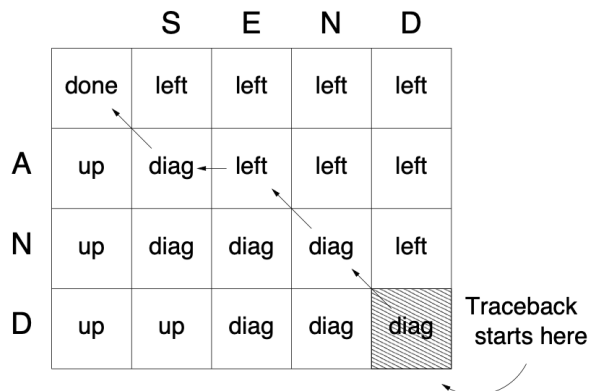 S E N D
done left left left left
A up diag left left left
N up diag diag diag left
D up up diag diag diag
Traceback
starts here